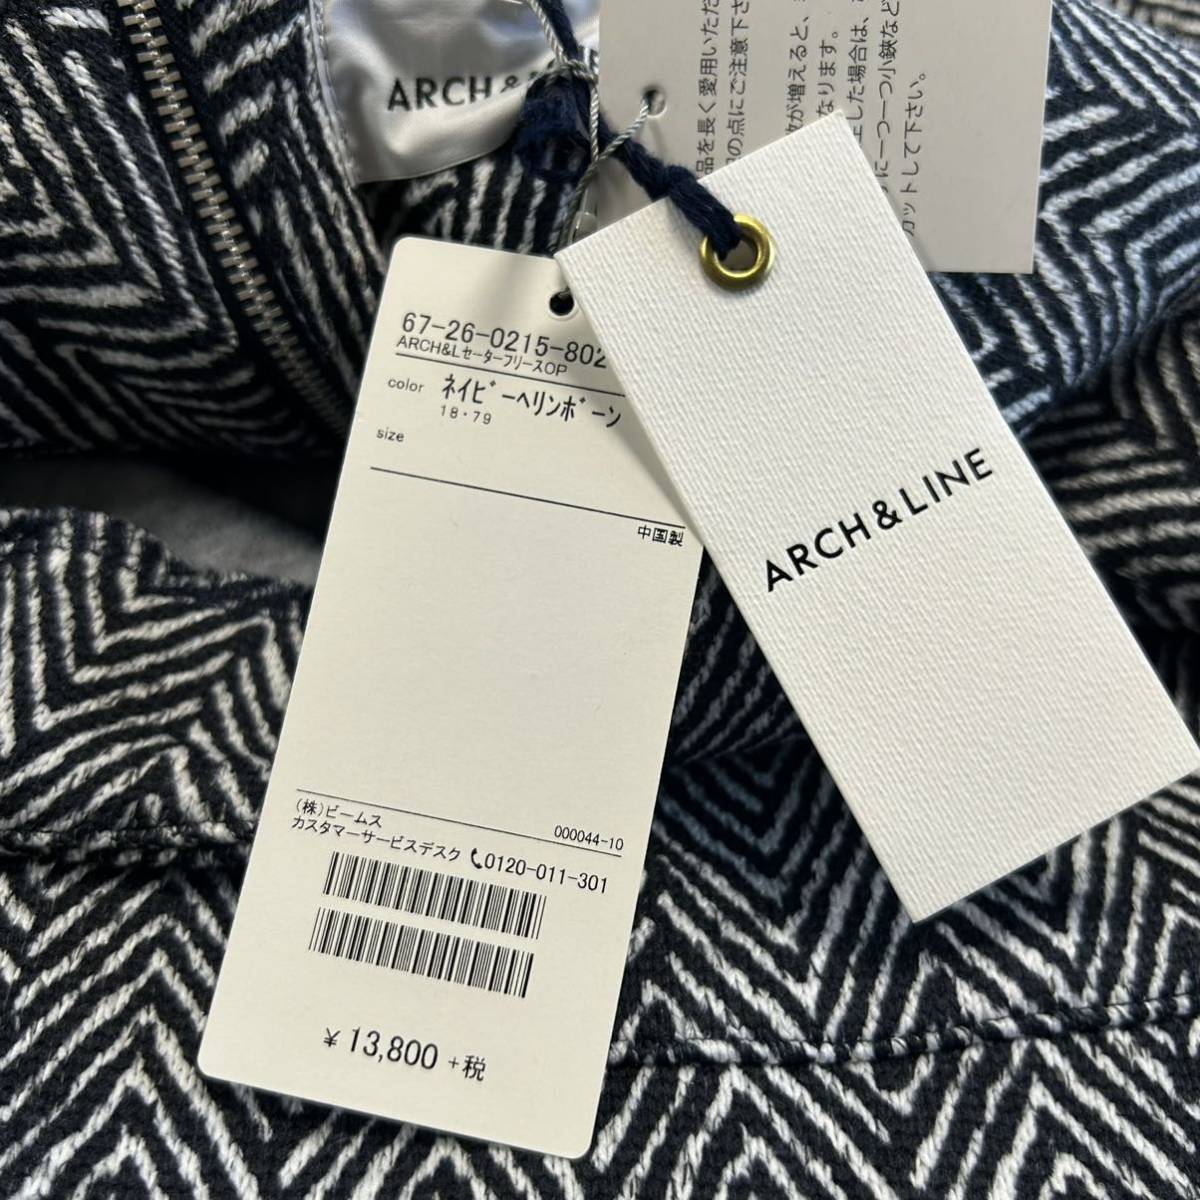 ARCH &
品を長く愛用いただ
の点にご注意下さ
が増えると、
なります。
した場合は、
に一つ一つ小鋏など
カットして下さい。
67-26-0215-802
ARCH&LセーターフリースOP
color ネイビーヘリンボーン
18・79
size
中国製
(株)ビームス 000044-10
カスタマーサービスデスク 0120-011-301
¥ 13,800 +税
ARCH & LINE